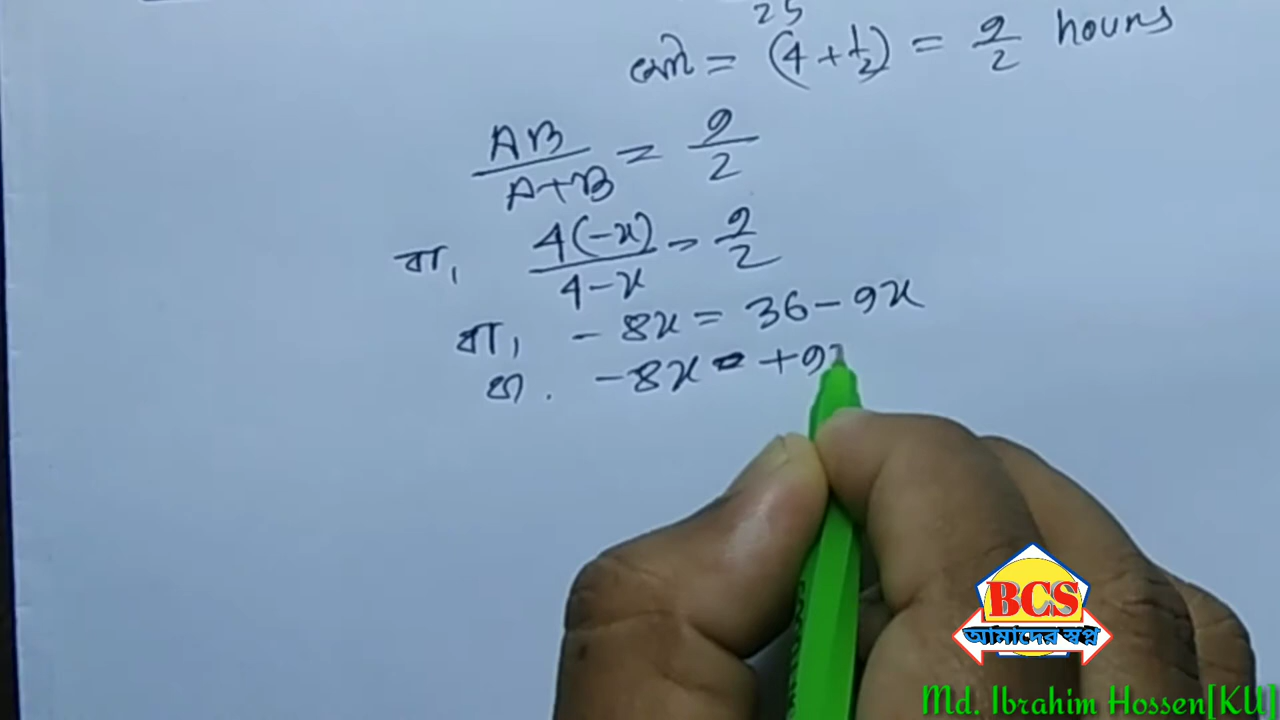 25
= (4 + 1/2) = 9/2 hours
AB/A+B = 9/2
বা, 4(-x)/4-x = 9/2
বা, -8x = 36 - 9x
বা. -8x + 9x
BCS
আমাদের স্বপ্ন
Md. Ibrahim Hossen[KU]